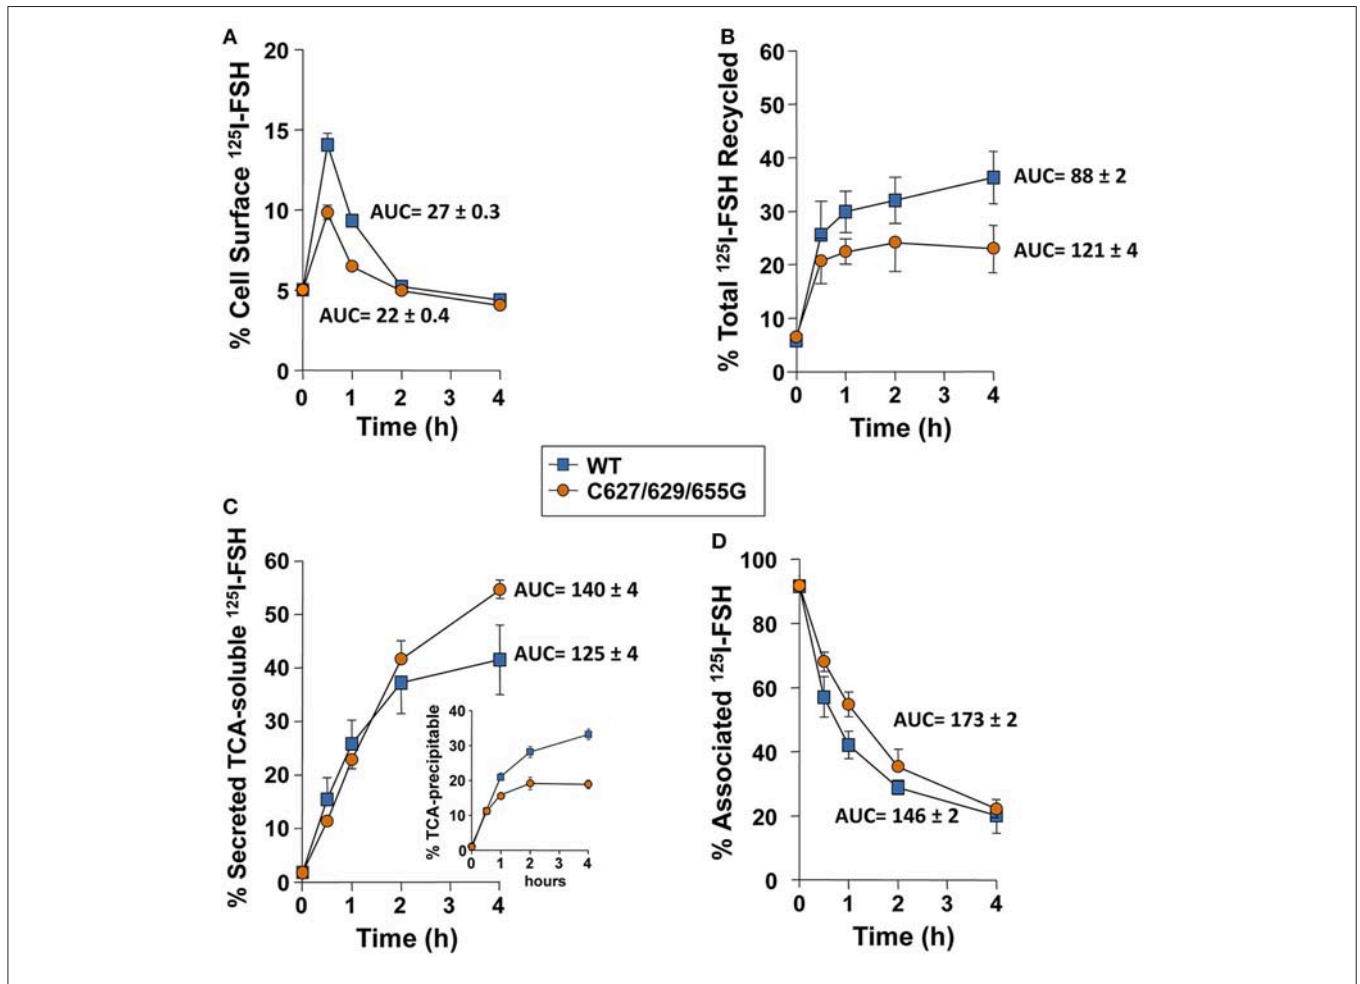 A
% Cell Surface ¹²⁵I-FSH
20
15
10
5
0
0 1 2 3 4
Time (h)
AUC= 27 ± 0.3
AUC= 22 ± 0.4
B
% Total ¹²⁵I-FSH Recycled
60
50
40
30
20
10
0
0 1 2 3 4
Time (h)
AUC= 88 ± 2
AUC= 121 ± 4
WT
C627/629/655G
C
% Secreted TCA-soluble ¹²⁵I-FSH
60
50
40
30
20
10
0
0 1 2 3 4
Time (h)
AUC= 140 ± 4
AUC= 125 ± 4
% TCA-precipitable
40
30
20
10
0
0 1 2 3 4
hours
D
% Associated ¹²⁵I-FSH
100
80
60
40
20
0
0 1 2 3 4
Time (h)
AUC= 173 ± 2
AUC= 146 ± 2